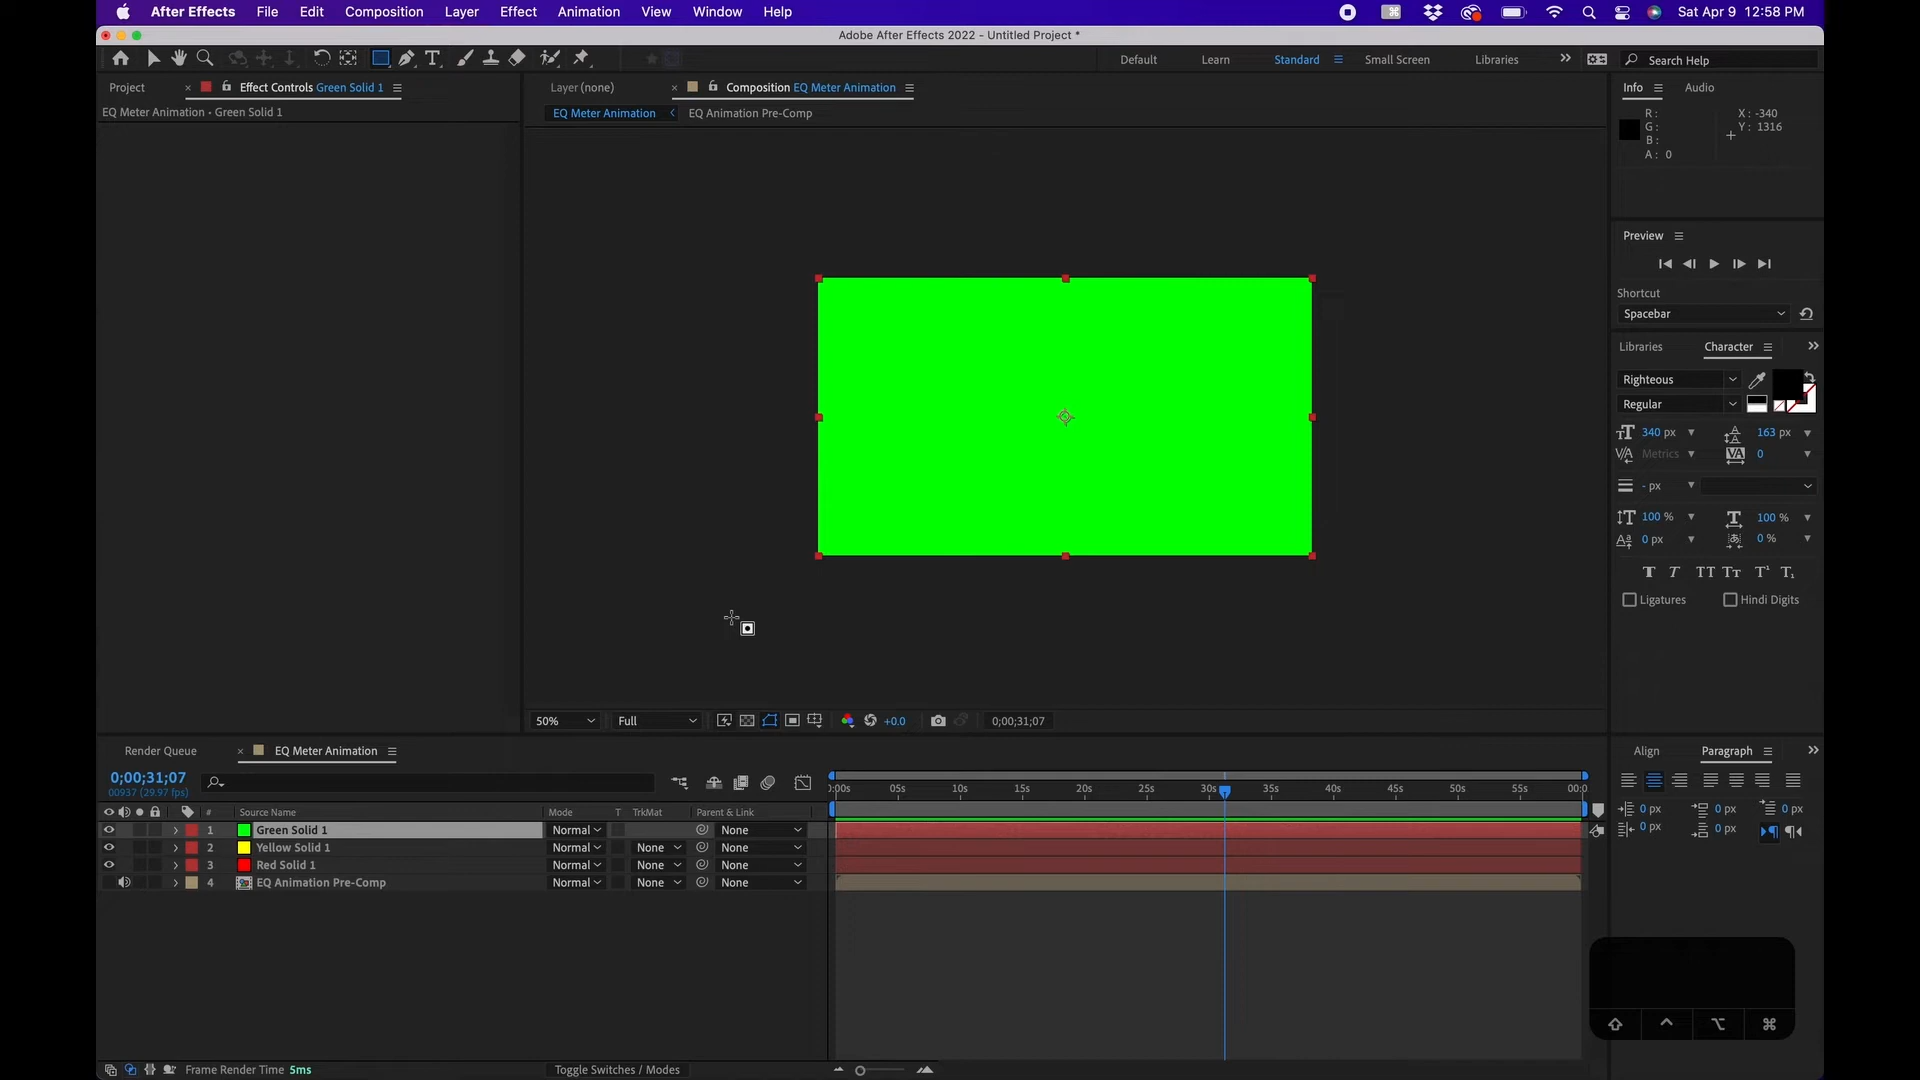 After Effects File Edit Composition Layer Effect Animation View Window Help Sat Apr 9 12:58 PM
Adobe After Effects 2022 - Untitled Project *
Default Learn Standard Small Screen Libraries Search Help
Project Effect Controls Green Solid 1 Layer (none) Composition EQ Meter Animation Info Audio
EQ Meter Animation • Green Solid 1 EQ Meter Animation EQ Animation Pre-Comp
R :
G :
B :
A : 0
X : -340
Y : 1316
Preview
Shortcut
Spacebar
Libraries Character
Righteous
Regular
340 px 163 px
Metrics 0
- px
100 % 100 %
0 px 0 %
T T TT Tт T¹ T₁
Ligatures Hindi Digits
50% Full +0.0 0;00;31;07
Render Queue EQ Meter Animation Align Paragraph
0;00;31;07
00937 (29.97 fps)
:00s 05s 10s 15s 20s 25s 30s 35s 40s 45s 50s 55s 00:0
# Source Name Mode T TrkMat Parent & Link
1 Green Solid 1 Normal None
2 Yellow Solid 1 Normal None None
3 Red Solid 1 Normal None None
4 EQ Animation Pre-Comp Normal None None
0 px 0 px 0 px
0 px 0 px
Frame Render Time 5ms Toggle Switches / Modes